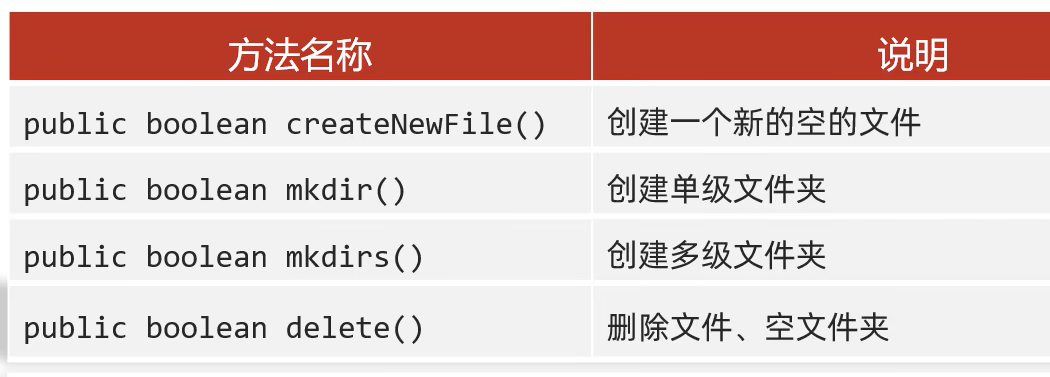 方法名称 说明
public boolean createNewFile() 创建一个新的空的文件
public boolean mkdir() 创建单级文件夹
public boolean mkdirs() 创建多级文件夹
public boolean delete() 删除文件、空文件夹